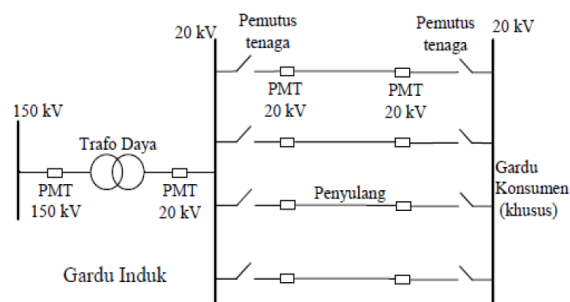 20 kV
Pemutus
tenaga
Pemutus
tenaga
20 kV
PMT
20 kV
PMT
20 kV
150 kV
Trafo Daya
PMT
150 kV
PMT
20 kV
Penyulang
Gardu
Konsumen
(khusus)
Gardu Induk